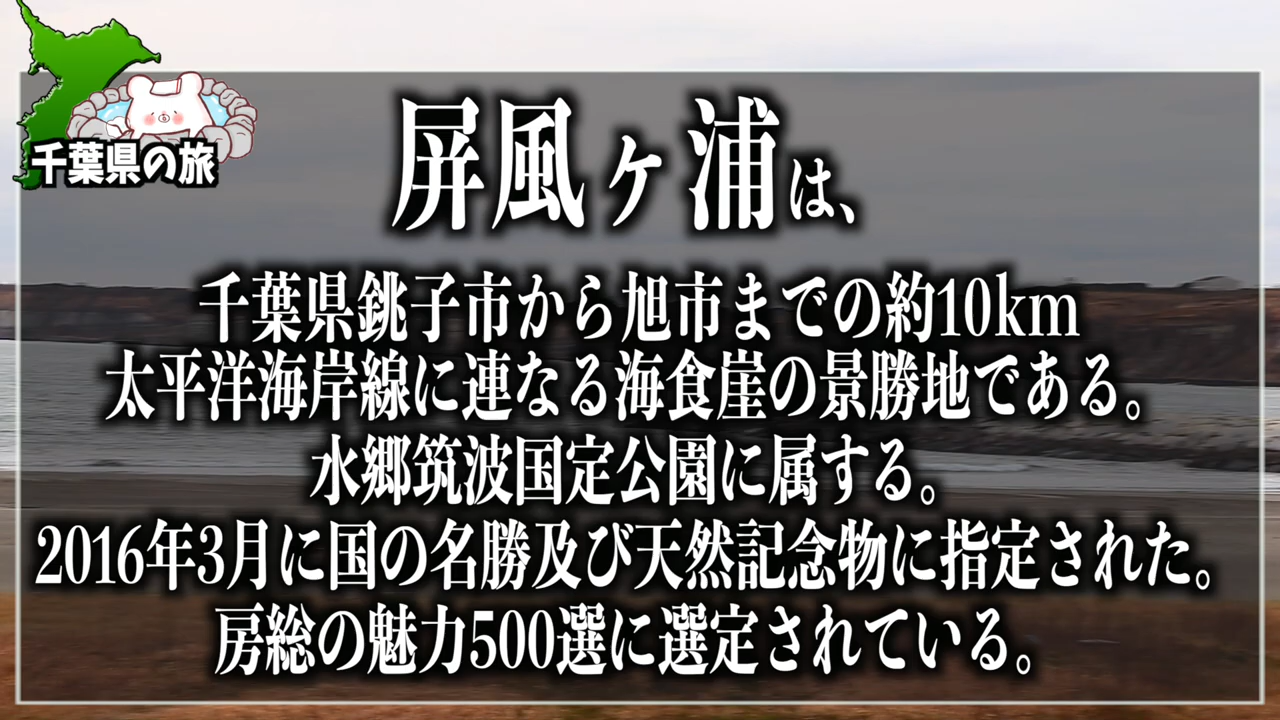 千葉県の旅
屏風ヶ浦は、
千葉県銚子市から旭市までの約10km
太平洋海岸線に連なる海食崖の景勝地である。
水郷筑波国定公園に属する。
2016年3月に国の名勝及び天然記念物に指定された。
房総の魅力500選に選定されている。